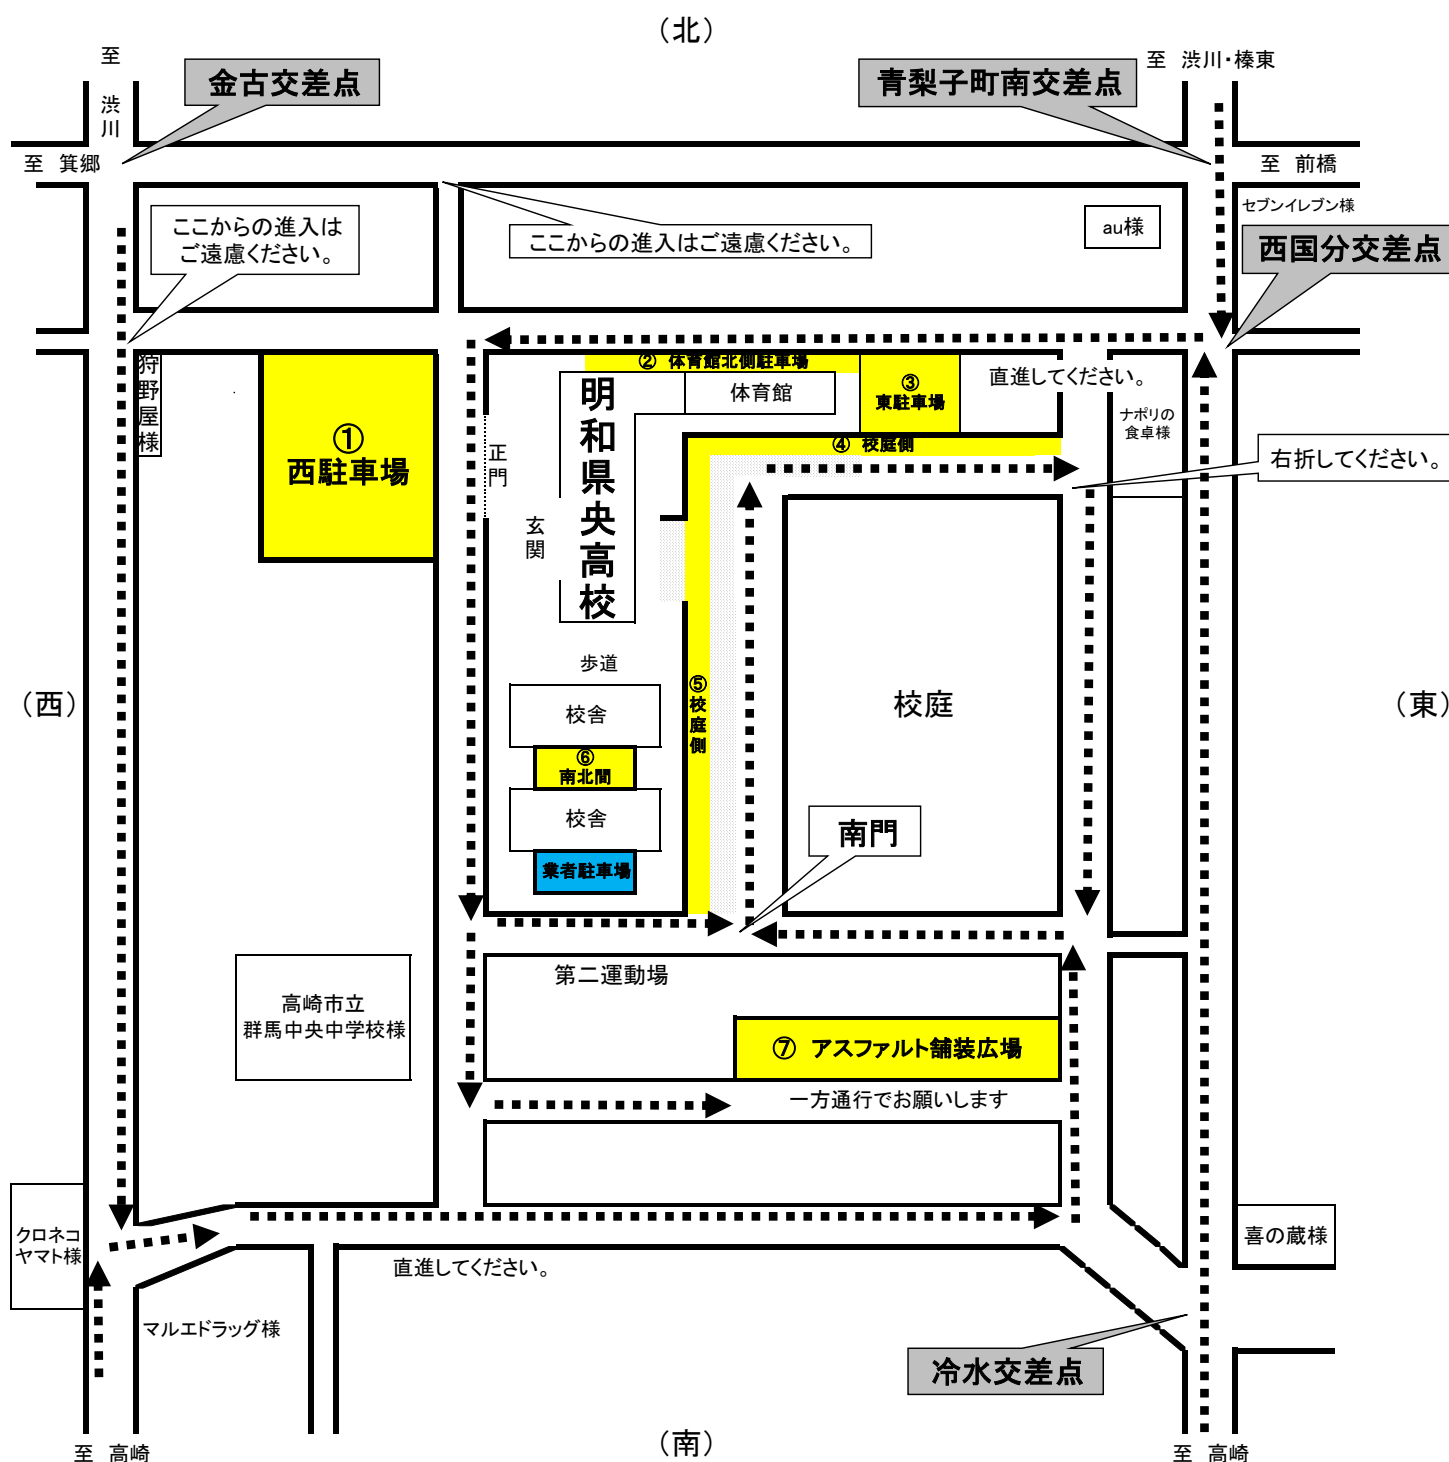 （北）
至
渋川
金古交差点
青梨子町南交差点
至 渋川・榛東
至 箕郷
至 前橋
セブンイレブン様
ここからの進入は
ご遠慮ください。
ここからの進入はご遠慮ください。
au様
西国分交差点
狩野屋様
①
西駐車場
② 体育館北側駐車場
体育館
③
東駐車場
直進してください。
ナポリの
食卓様
明和県央高校
正門
玄関
④ 校庭側
右折してください。
歩道
（西）
校舎
⑤校庭側
校庭
（東）
⑥
南北間
校舎
業者駐車場
南門
第二運動場
高崎市立
群馬中央中学校様
⑦ アスファルト舗装広場
一方通行でお願いします
クロネコ
ヤマト様
喜の蔵様
直進してください。
マルエドラッグ様
冷水交差点
（南）
至 高崎
至 高崎